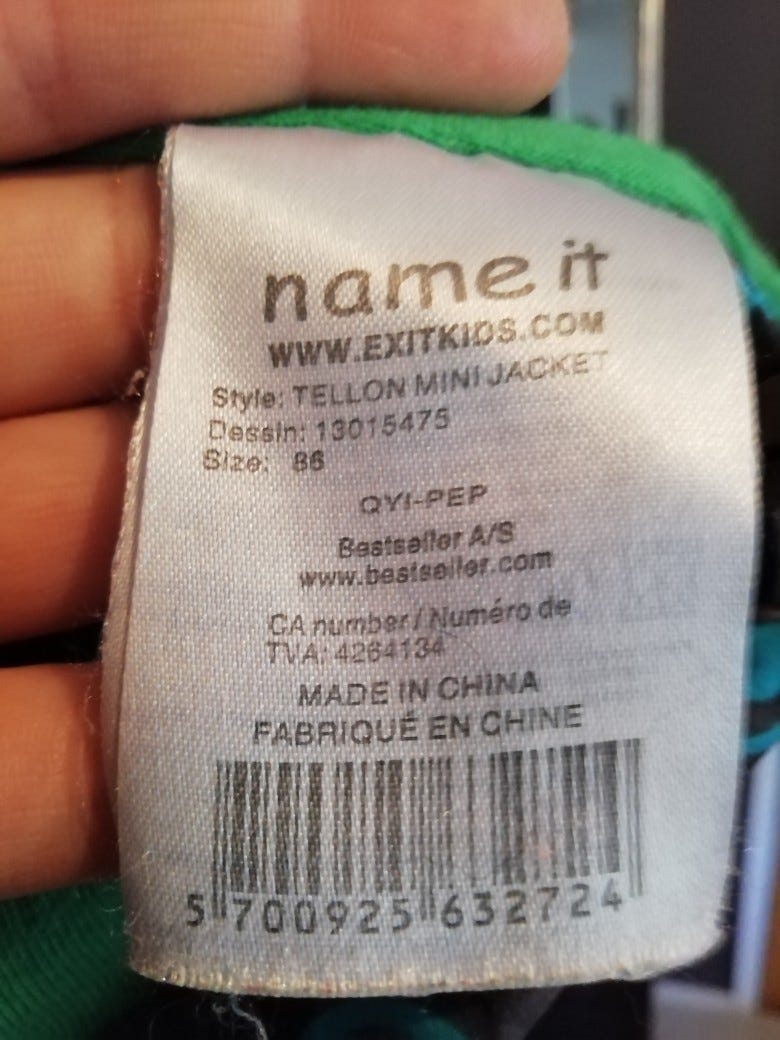 name it
WWW.EXITKIDS.COM
Style: TELLON MINI JACKET
Dessin: 13015475
Size: 86
QYI-PEP
Bestseller A/S
www.bestseller.com
CA number / Numéro de
TVA: 4264134
MADE IN CHINA
FABRIQUÉ EN CHINE
5 700925 632724